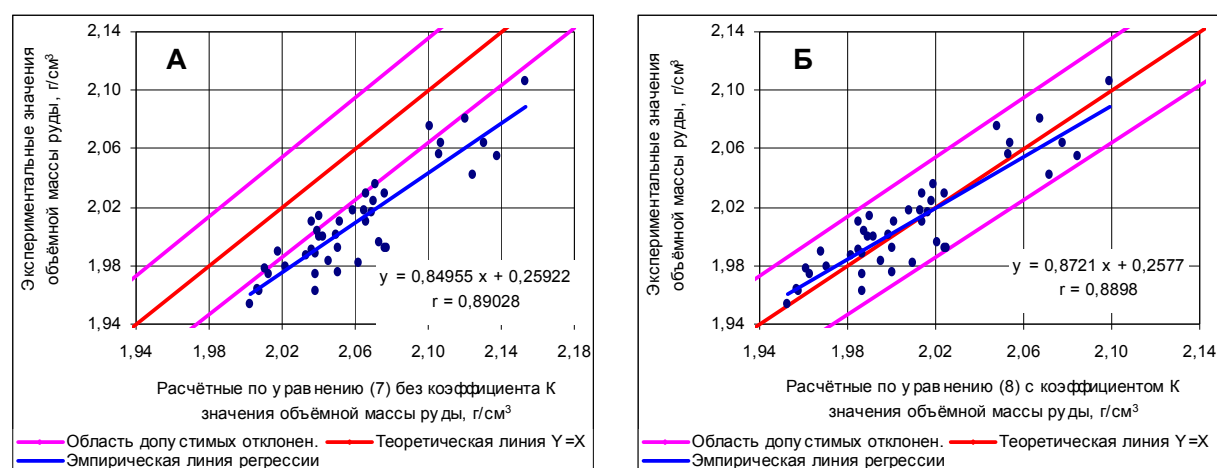 А
Экспериментальные значения
объёмной массы руды, г/см³
2,14
2,10
2,06
2,02
1,98
1,94
y = 0,84955 x + 0,25922
r = 0,89028
1,94 1,98 2,02 2,06 2,10 2,14 2,18
Расчётные по уравнению (7) без коэффициента К
значения объёмной массы руды, г/см³
Область допустимых отклонен.
Теоретическая линия Y=X
Эмпирическая линия регрессии
Б
Экспериментальные значения
объёмной массы руды, г/см³
2,14
2,10
2,06
2,02
1,98
1,94
y = 0,8721 x + 0,2577
r = 0,8898
1,94 1,98 2,02 2,06 2,10 2,14
Расчётные по уравнению (8) с коэффициентом К
значения объёмной массы руды, г/см³
Область допустимых отклонен.
Теоретическая линия Y=X
Эмпирическая линия регрессии